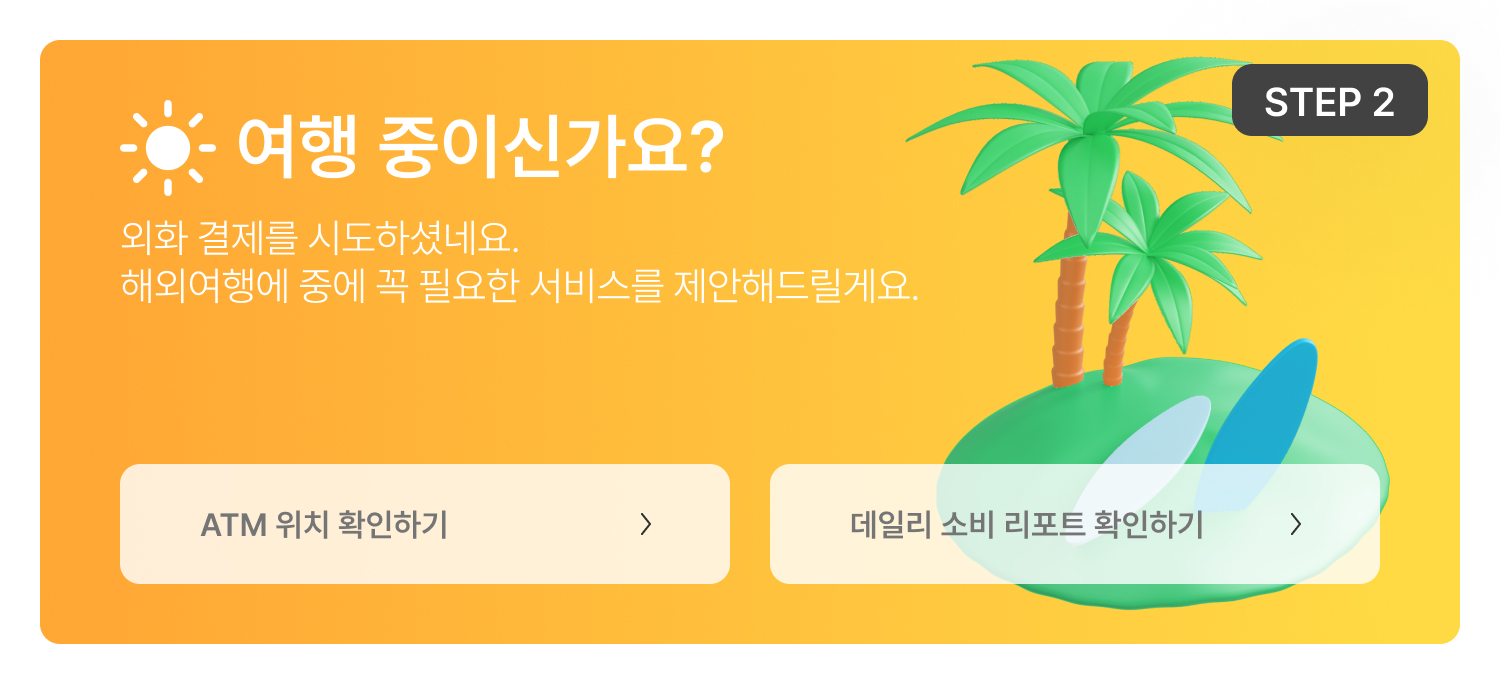 STEP 2
여행 중이신가요?
외화 결제를 시도하셨네요.
해외여행에 중에 꼭 필요한 서비스를 제안해드릴게요.
ATM 위치 확인하기
데일리 소비 리포트 확인하기